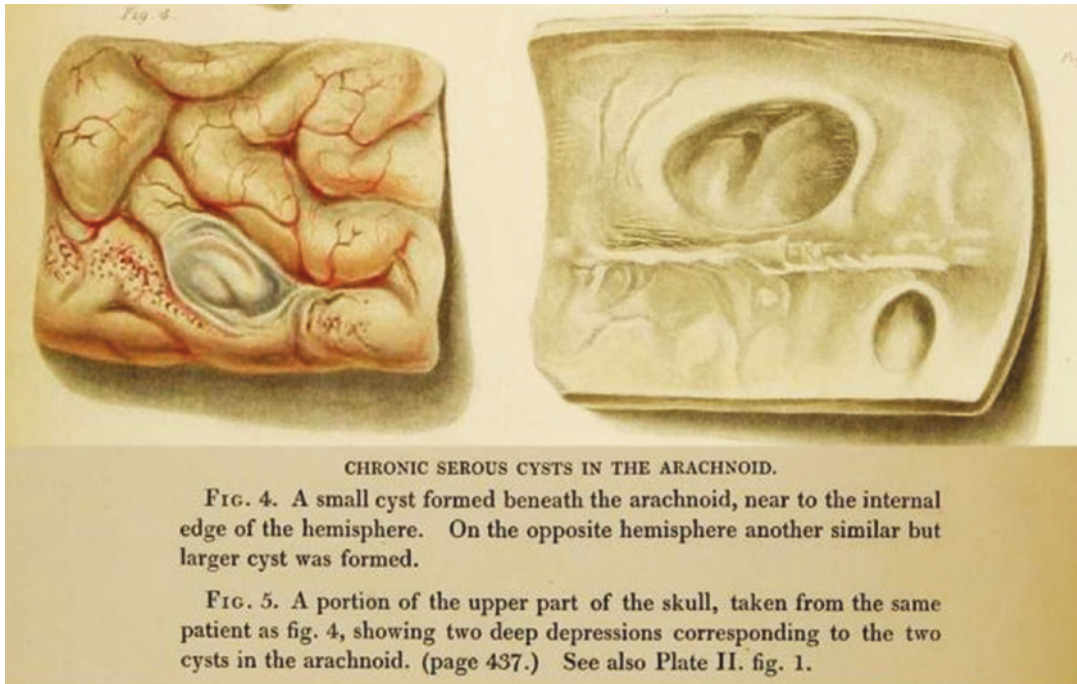 Fig. 4
CHRONIC SEROUS CYSTS IN THE ARACHNOID.
FIG. 4. A small cyst formed beneath the arachnoid, near to the internal
edge of the hemisphere. On the opposite hemisphere another similar but
larger cyst was formed.
FIG. 5. A portion of the upper part of the skull, taken from the same
patient as fig. 4, showing two deep depressions corresponding to the two
cysts in the arachnoid. (page 437.) See also Plate II. fig. 1.